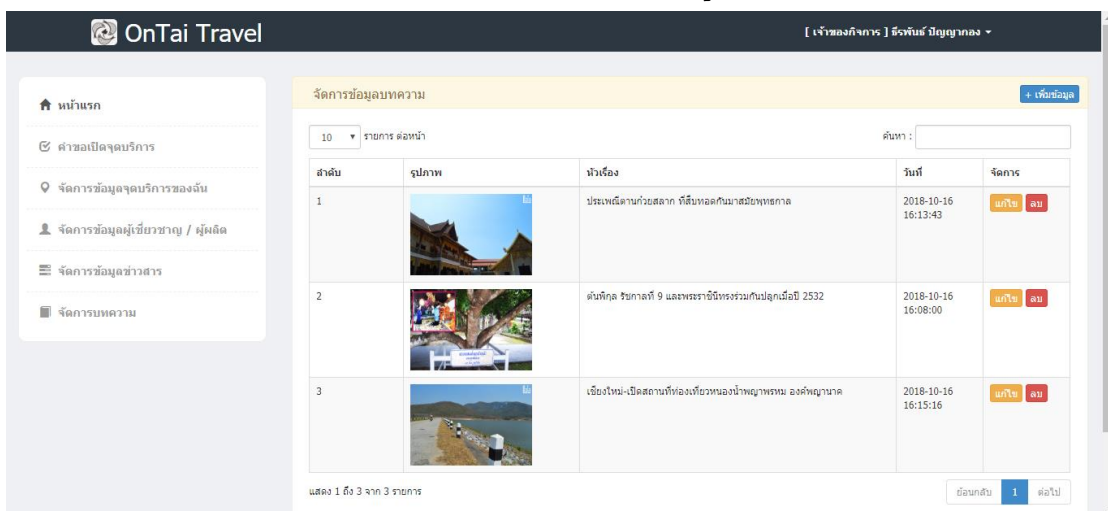 OnTai Travel
[ เจ้าของกิจการ ] ธีรพันธ์ ปัญญากอง
หน้าแรก
คำขอเปิดจุดบริการ
จัดการข้อมูลจุดบริการของฉัน
จัดการข้อมูลผู้เชี่ยวชาญ / ผู้ผลิต
จัดการข้อมูลข่าวสาร
จัดการบทความ
จัดการข้อมูลบทความ
+ เพิ่มข้อมูล
10 รายการ ต่อหน้า
ค้นหา :
ลำดับ รูปภาพ หัวเรื่อง วันที่ จัดการ
1 ประเพณีตานก๋วยสลาก ที่สืบทอดกันมาสมัยพุทธกาล 2018-10-16 แก้ไข ลบ
16:13:43
2 ต้นพิกุล รัชกาลที่ 9 และพระราชินีทรงร่วมกันปลูกเมื่อปี 2532 2018-10-16 แก้ไข ลบ
16:08:00
3 เชียงใหม่-เปิดสถานที่ท่องเที่ยวหนองน้ำพญาพรหม องค์พญานาค 2018-10-16 แก้ไข ลบ
16:15:16
แสดง 1 ถึง 3 จาก 3 รายการ
ย้อนกลับ 1 ต่อไป